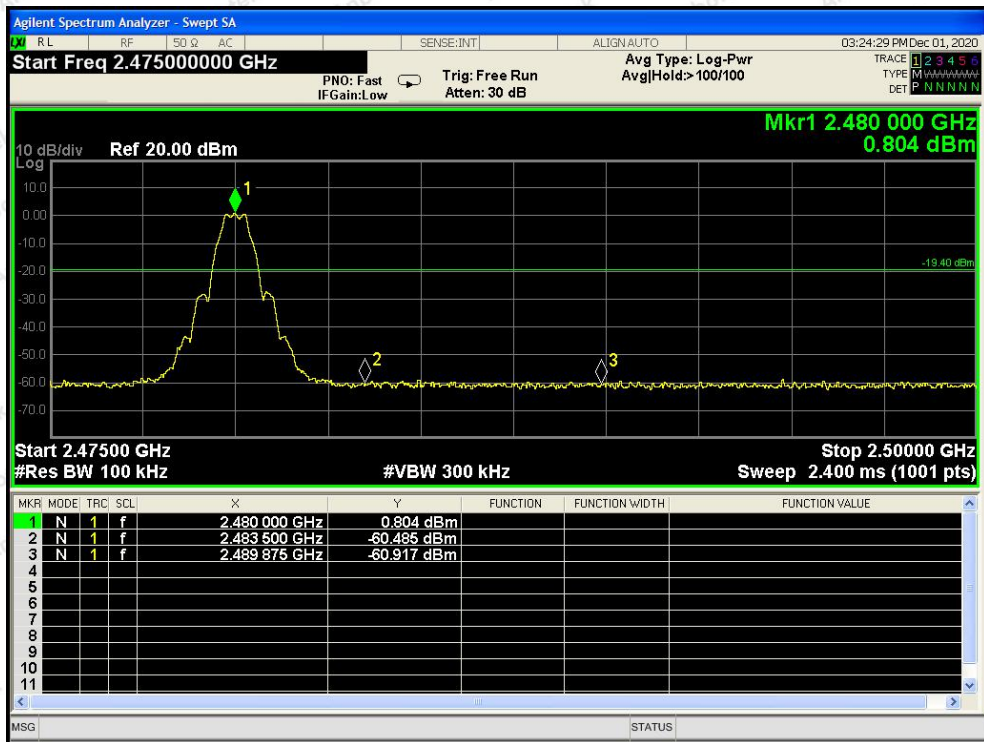 Agilent Spectrum Analyzer - Swept SA
LXI RL RF 50 Ω AC SENSE:INT ALIGN AUTO 03:24:29 PM Dec 01, 2020
Start Freq 2.475000000 GHz Avg Type: Log-Pwr TRACE 1 2 3 4 5 6
PNO: Fast Trig: Free Run Avg|Hold:>100/100 TYPE M
IFGain:Low Atten: 30 dB DET P N N N N N
Mkr1 2.480 000 GHz
10 dB/div Ref 20.00 dBm 0.804 dBm
Log
10.0
1
0.00
-10.0
-19.40 dBm
-20.0
-30.0
-40.0
-50.0
2 3
-60.0
-70.0
Start 2.47500 GHz Stop 2.50000 GHz
#Res BW 100 kHz #VBW 300 kHz Sweep 2.400 ms (1001 pts)
MKR MODE TRC SCL X Y FUNCTION FUNCTION WIDTH FUNCTION VALUE
1 N 1 f 2.480 000 GHz 0.804 dBm
2 N 1 f 2.483 500 GHz -60.485 dBm
3 N 1 f 2.489 875 GHz -60.917 dBm
4
5
6
7
8
9
10
11
MSG STATUS